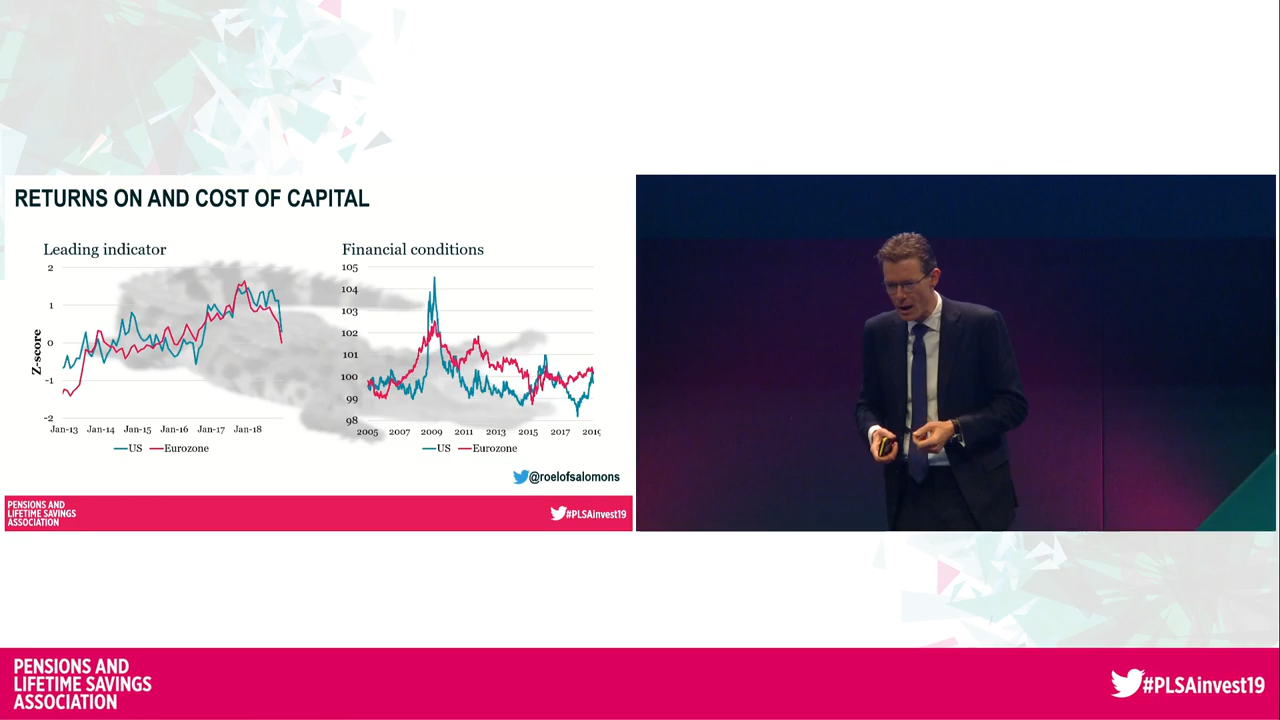 RETURNS ON AND COST OF CAPITAL
Leading indicator
2
1
0
-1
-2
Z-score
Jan-13 Jan-14 Jan-15 Jan-16 Jan-17 Jan-18
US Eurozone
Financial conditions
105
104
103
102
101
100
99
98
2005 2007 2009 2011 2013 2015 2017 2019
US Eurozone
@roelofsalomons
PENSIONS AND
LIFETIME SAVINGS
ASSOCIATION
#PLSAinvest19
PENSIONS AND
LIFETIME SAVINGS
ASSOCIATION
#PLSAinvest19